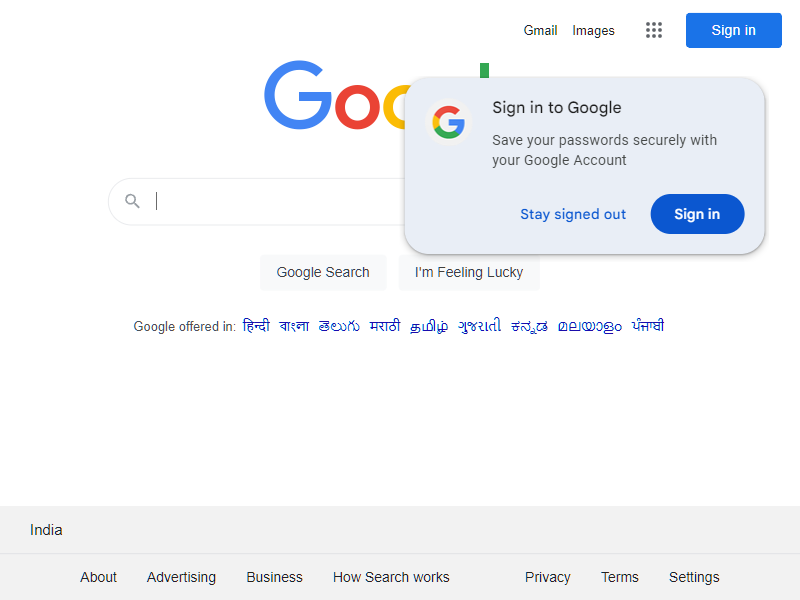 Gmail Images Sign in
Sign in to Google
Save your passwords securely with
your Google Account
Stay signed out Sign in
Google Search I'm Feeling Lucky
Google offered in: हिन्दी বাংলা తెలుగు मराठी தமிழ் ગુજરાતી ಕನ್ನಡ മലയാളം ਪੰਜਾਬੀ
India
About Advertising Business How Search works Privacy Terms Settings